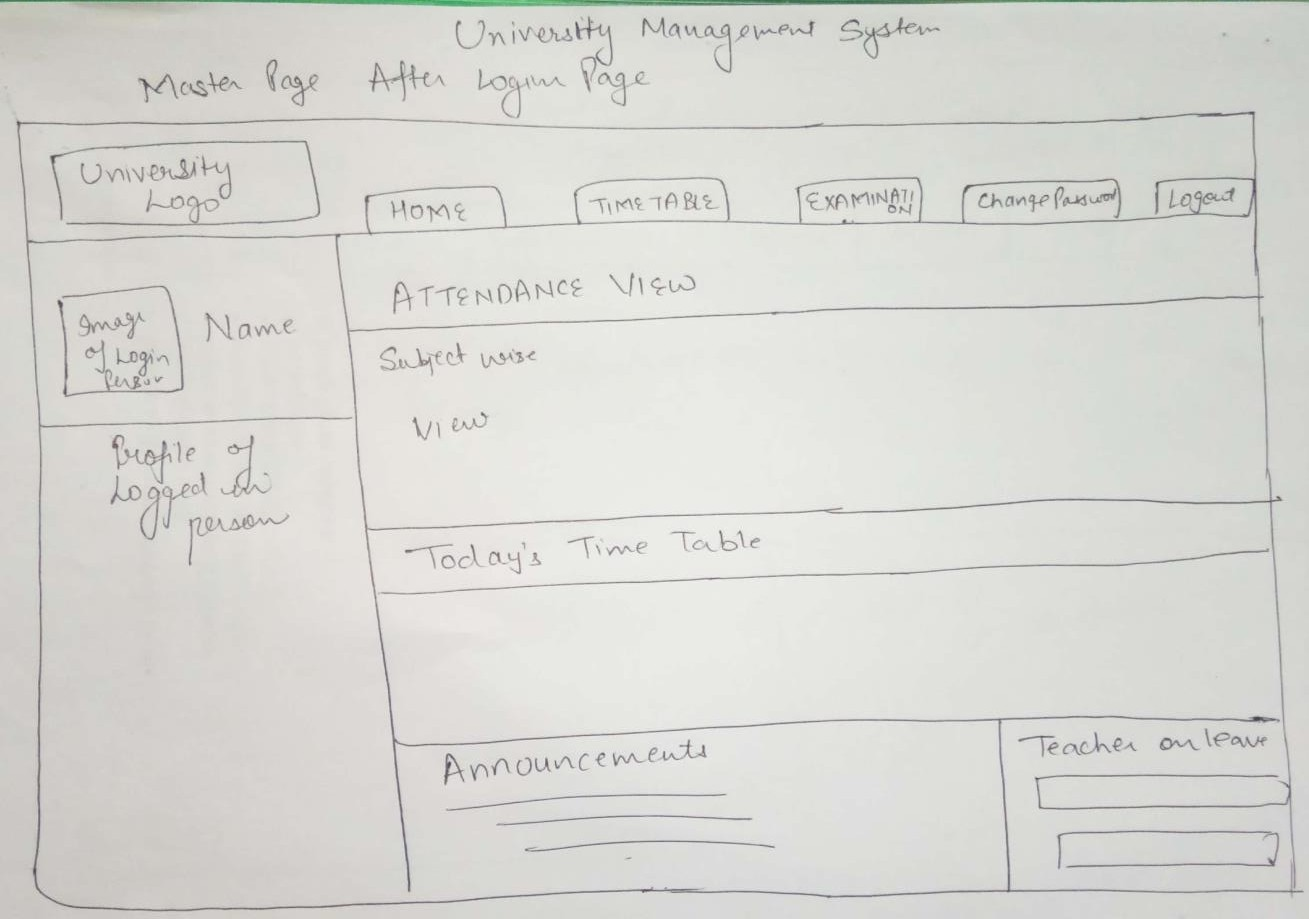 University Management System
Master Page After Login Page
University
Logo
HOME
TIME TABLE
EXAMINATI
ON
Change Password
Logout
Image
of Login
Person
Name
Profile of
Logged in
person
ATTENDANCE VIEW
Subject wise
View
Today's Time Table
Announcements
Teacher on leave